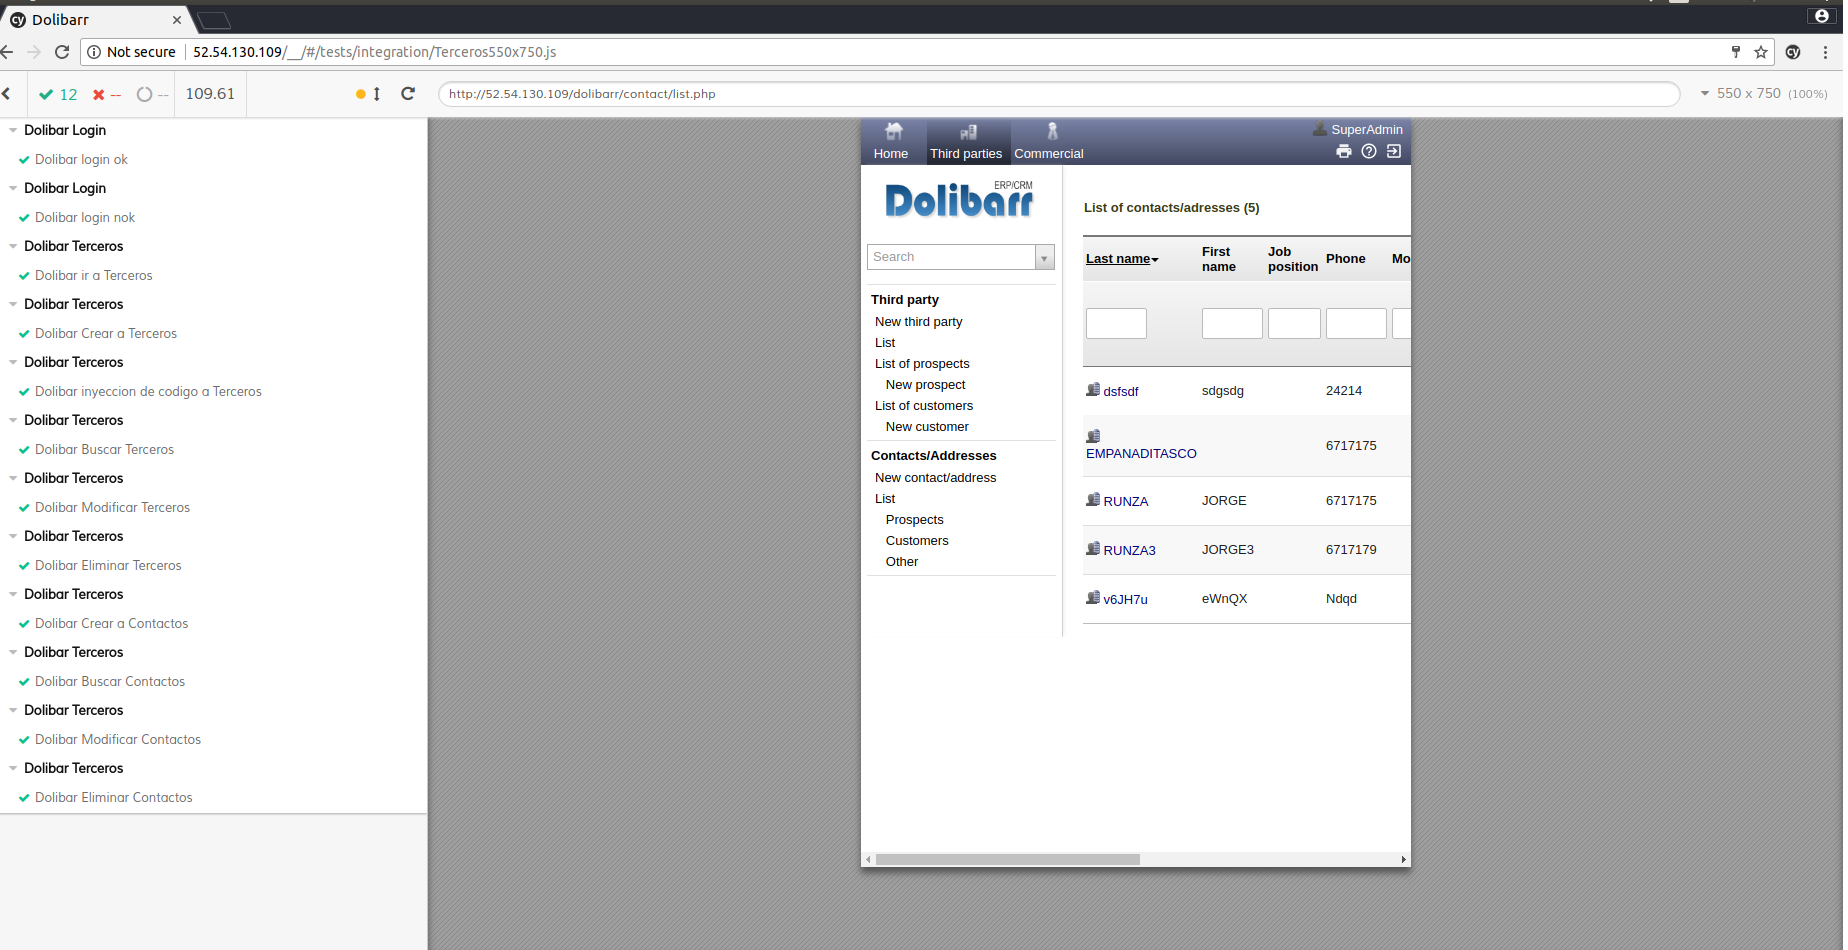 Dolibarr
Not secure
52.54.130.109/__/#/tests/integration/Terceros550x750.js
12
--
--
109.61
http://52.54.130.109/dolibarr/contact/list.php
550 x 750 (100%)
Dolibar Login
Dolibar login ok
Dolibar Login
Dolibar login nok
Dolibar Terceros
Dolibar ir a Terceros
Dolibar Terceros
Dolibar Crear a Terceros
Dolibar Terceros
Dolibar inyeccion de codigo a Terceros
Dolibar Terceros
Dolibar Buscar Terceros
Dolibar Terceros
Dolibar Modificar Terceros
Dolibar Terceros
Dolibar Eliminar Terceros
Dolibar Terceros
Dolibar Crear a Contactos
Dolibar Terceros
Dolibar Buscar Contactos
Dolibar Terceros
Dolibar Modificar Contactos
Dolibar Terceros
Dolibar Eliminar Contactos
Home
Third parties
Commercial
SuperAdmin
ERP/CRM
Dolibarr
Search
Third party
New third party
List
List of prospects
New prospect
List of customers
New customer
Contacts/Addresses
New contact/address
List
Prospects
Customers
Other
List of contacts/adresses (5)
Last name First name Job position Phone Mo
dsfsdf sdgsdg 24214
EMPANADITASCO 6717175
RUNZA JORGE 6717175
RUNZA3 JORGE3 6717179
v6JH7u eWnQX Ndqd